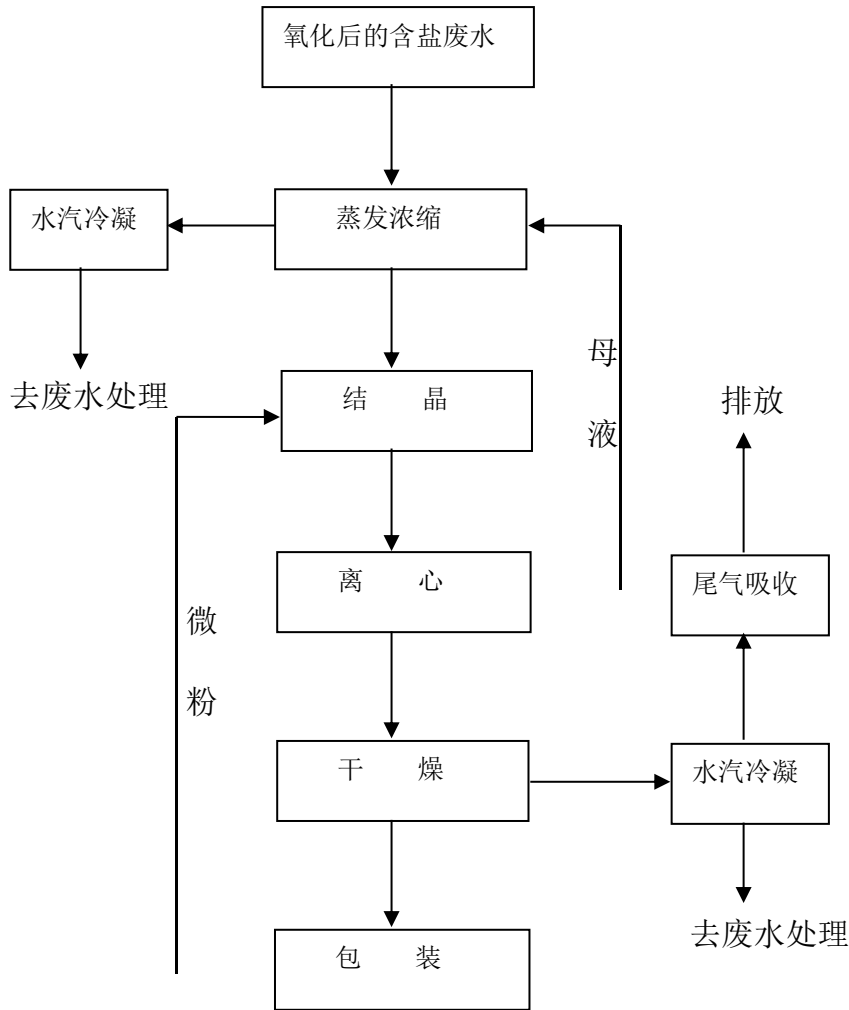 氧化后的含盐废水
水汽冷凝
蒸发浓缩
母
液
去废水处理
结 晶
排放
离 心
尾气吸收
微
粉
干 燥
水汽冷凝
去废水处理
包 装